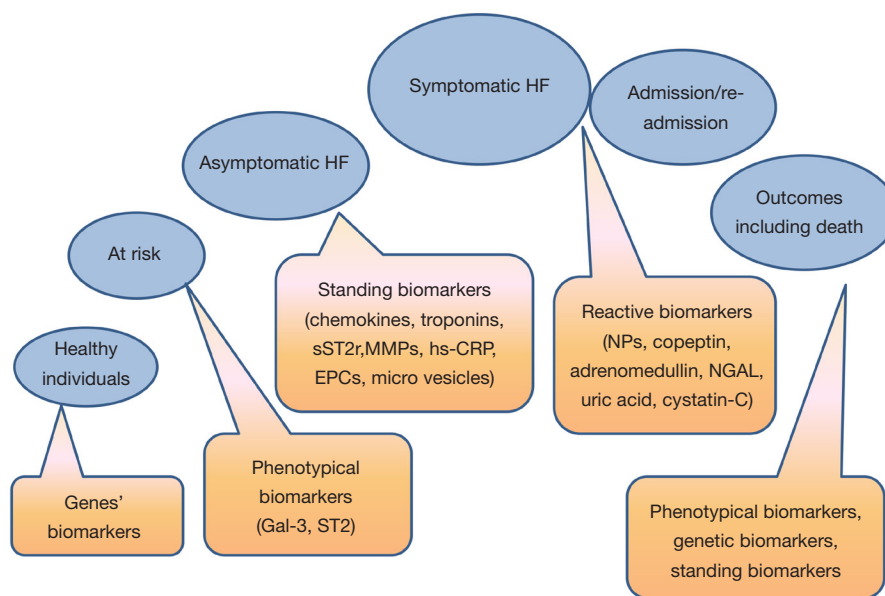 Symptomatic HF
Admission/re-
admission
Asymptomatic HF
Outcomes
including death
At risk
Healthy
individuals
Standing biomarkers
(chemokines, troponins,
sST2r,MMPs, hs-CRP,
EPCs, micro vesicles)
Reactive biomarkers
(NPs, copeptin,
adrenomedullin, NGAL,
uric acid, cystatin-C)
Genes’
biomarkers
Phenotypical
biomarkers
(Gal-3, ST2)
Phenotypical biomarkers,
genetic biomarkers,
standing biomarkers